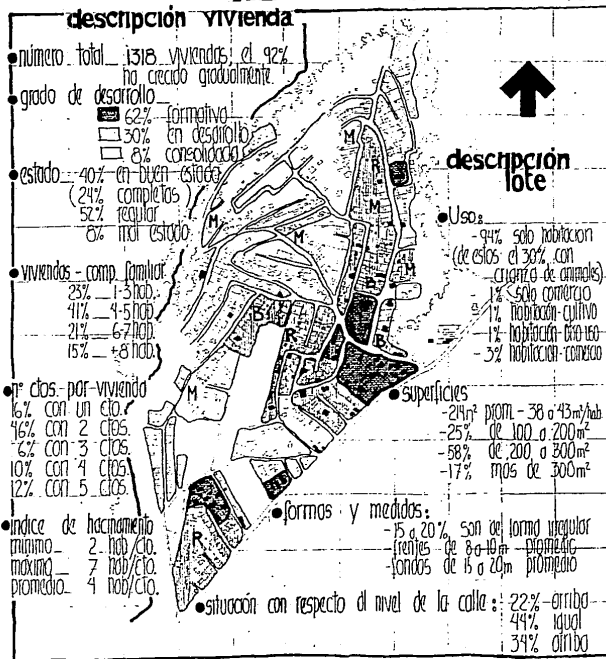 descripción vivienda
● número total 1318 viviendas, el 92%
ha crecido gradualmente
● grado de desarrollo
62% formativo
30% en desarrollo
8% consolidado
● estado 40% en buen estado
(24% completas)
52% regular
8% mal estado
● viviendas - comp. familiar
23% 1-3 hab.
41% 4-5 hab.
21% 6-7 hab.
15% +8 hab.
● nº ctos.-por-vivienda
con un cto.
46% con 2 ctos.
6% con 3 ctos.
10% con 4 ctos.
12% con 5 ctos.
● indice de hacinamiento
minimo 2 hab/cto.
maximo 7 hab/cto.
promedio 4 hab/cto.
M
R
M
M
M
M
B
B
R
B
M
R
R
descripción
lote
● Uso:
-94% solo habitacion
(de estos el 30% con
crianza de animales)
1% solo comercio
1% habitación-cultivo
-1% habitación-otro uso
-3% habitación-comercio
● superficies
-214m² prom - 38 a 43m²/hab
-25% de 100 a 200m²
-58% de 200 a 300m²
-17% mas de 300m²
● formas y medidas:
-15 a 20% son de forma irregular
-frentes de 8 a 10m promedio
-fondos de 15 a 20m promedio
● situación con respecto al nivel de la calle: -22% arriba
44% igual
34% arriba